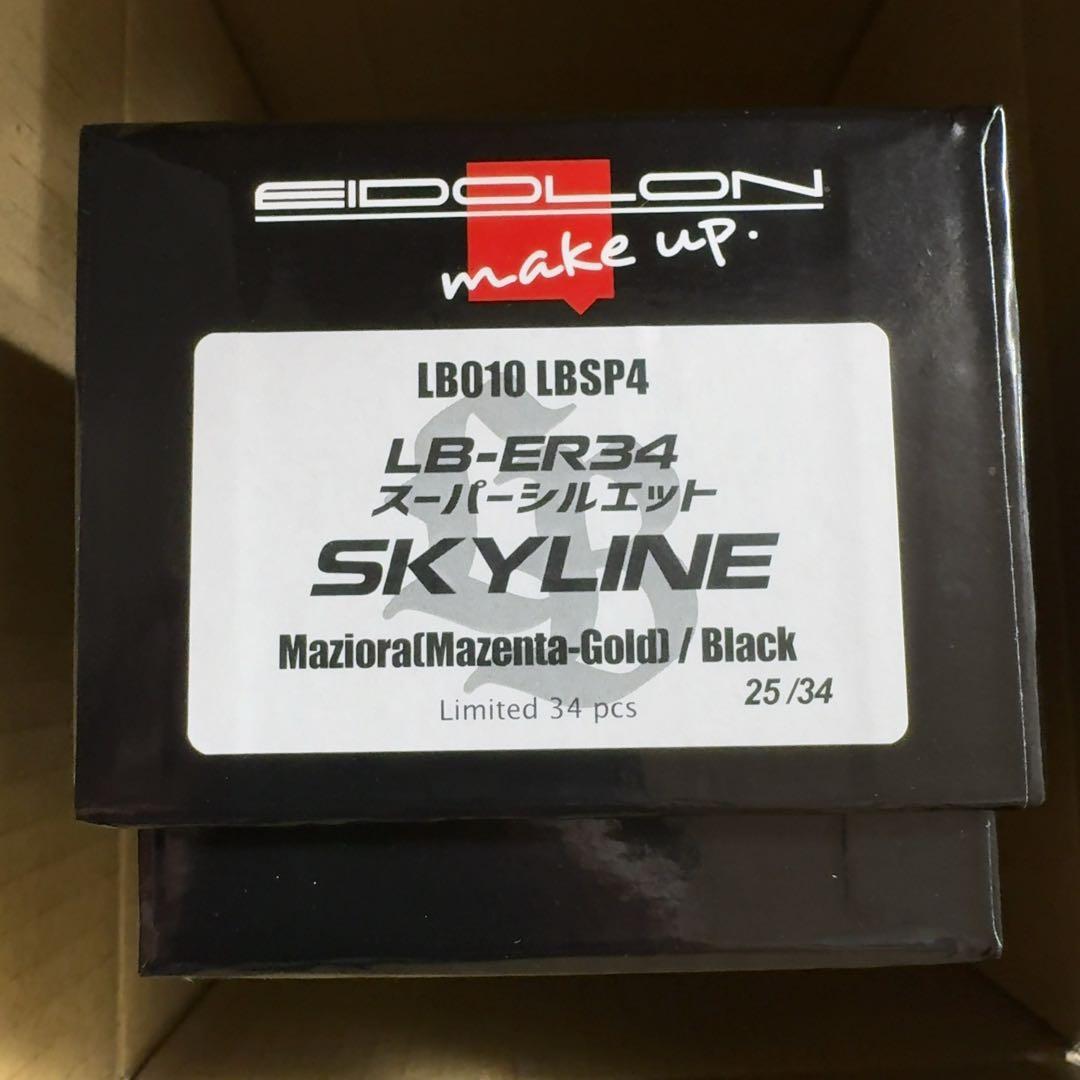 EIDOLON
make up.
LB010 LBSP4
LB-ER34
スーパーシルエット
SKYLINE
Maziora(Mazenta-Gold) / Black
25 /34
Limited 34 pcs